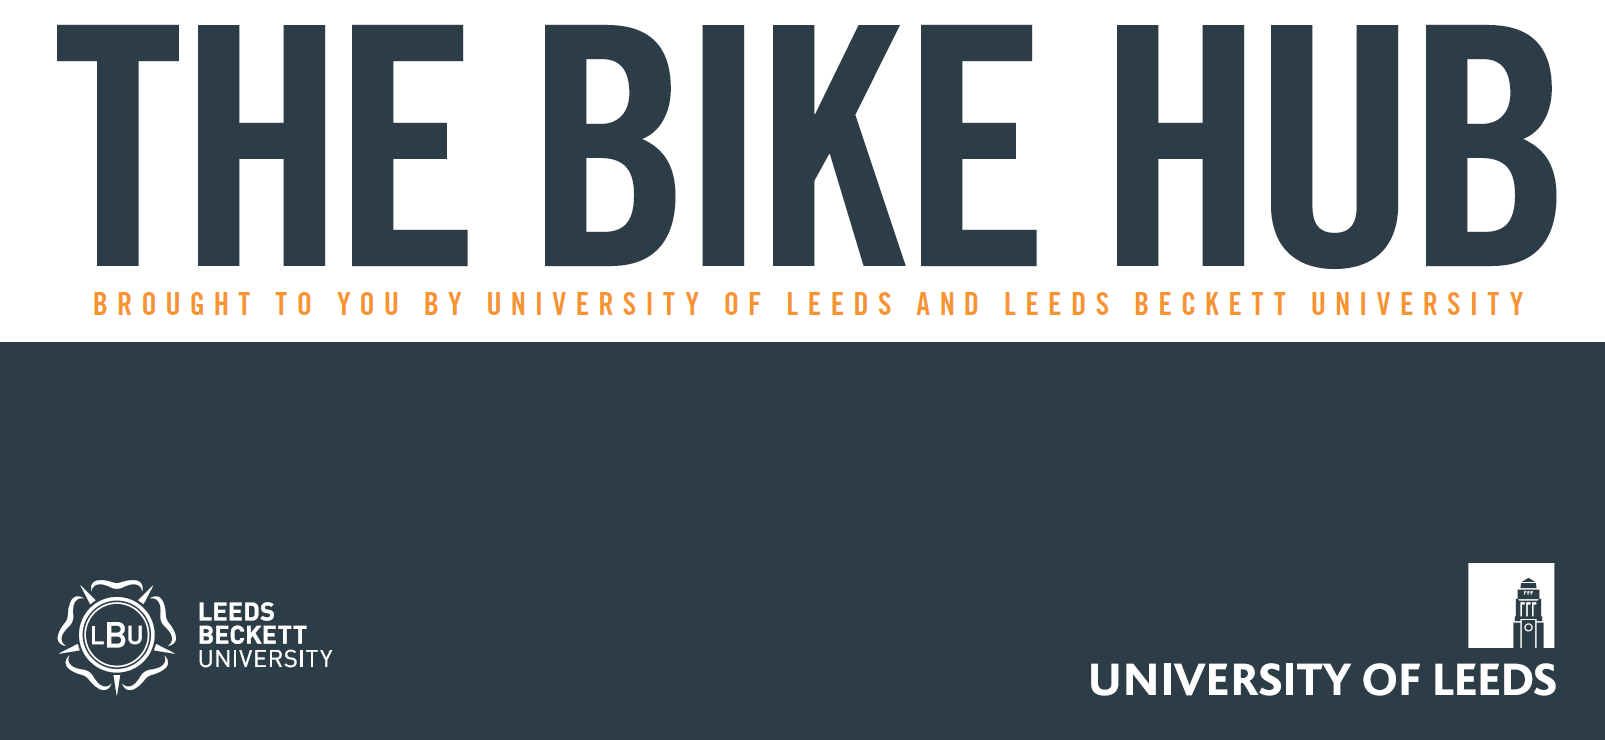 THE BIKE HUB
BROUGHT TO YOU BY UNIVERSITY OF LEEDS AND LEEDS BECKETT UNIVERSITY
LBU
LEEDS
BECKETT
UNIVERSITY
UNIVERSITY OF LEEDS